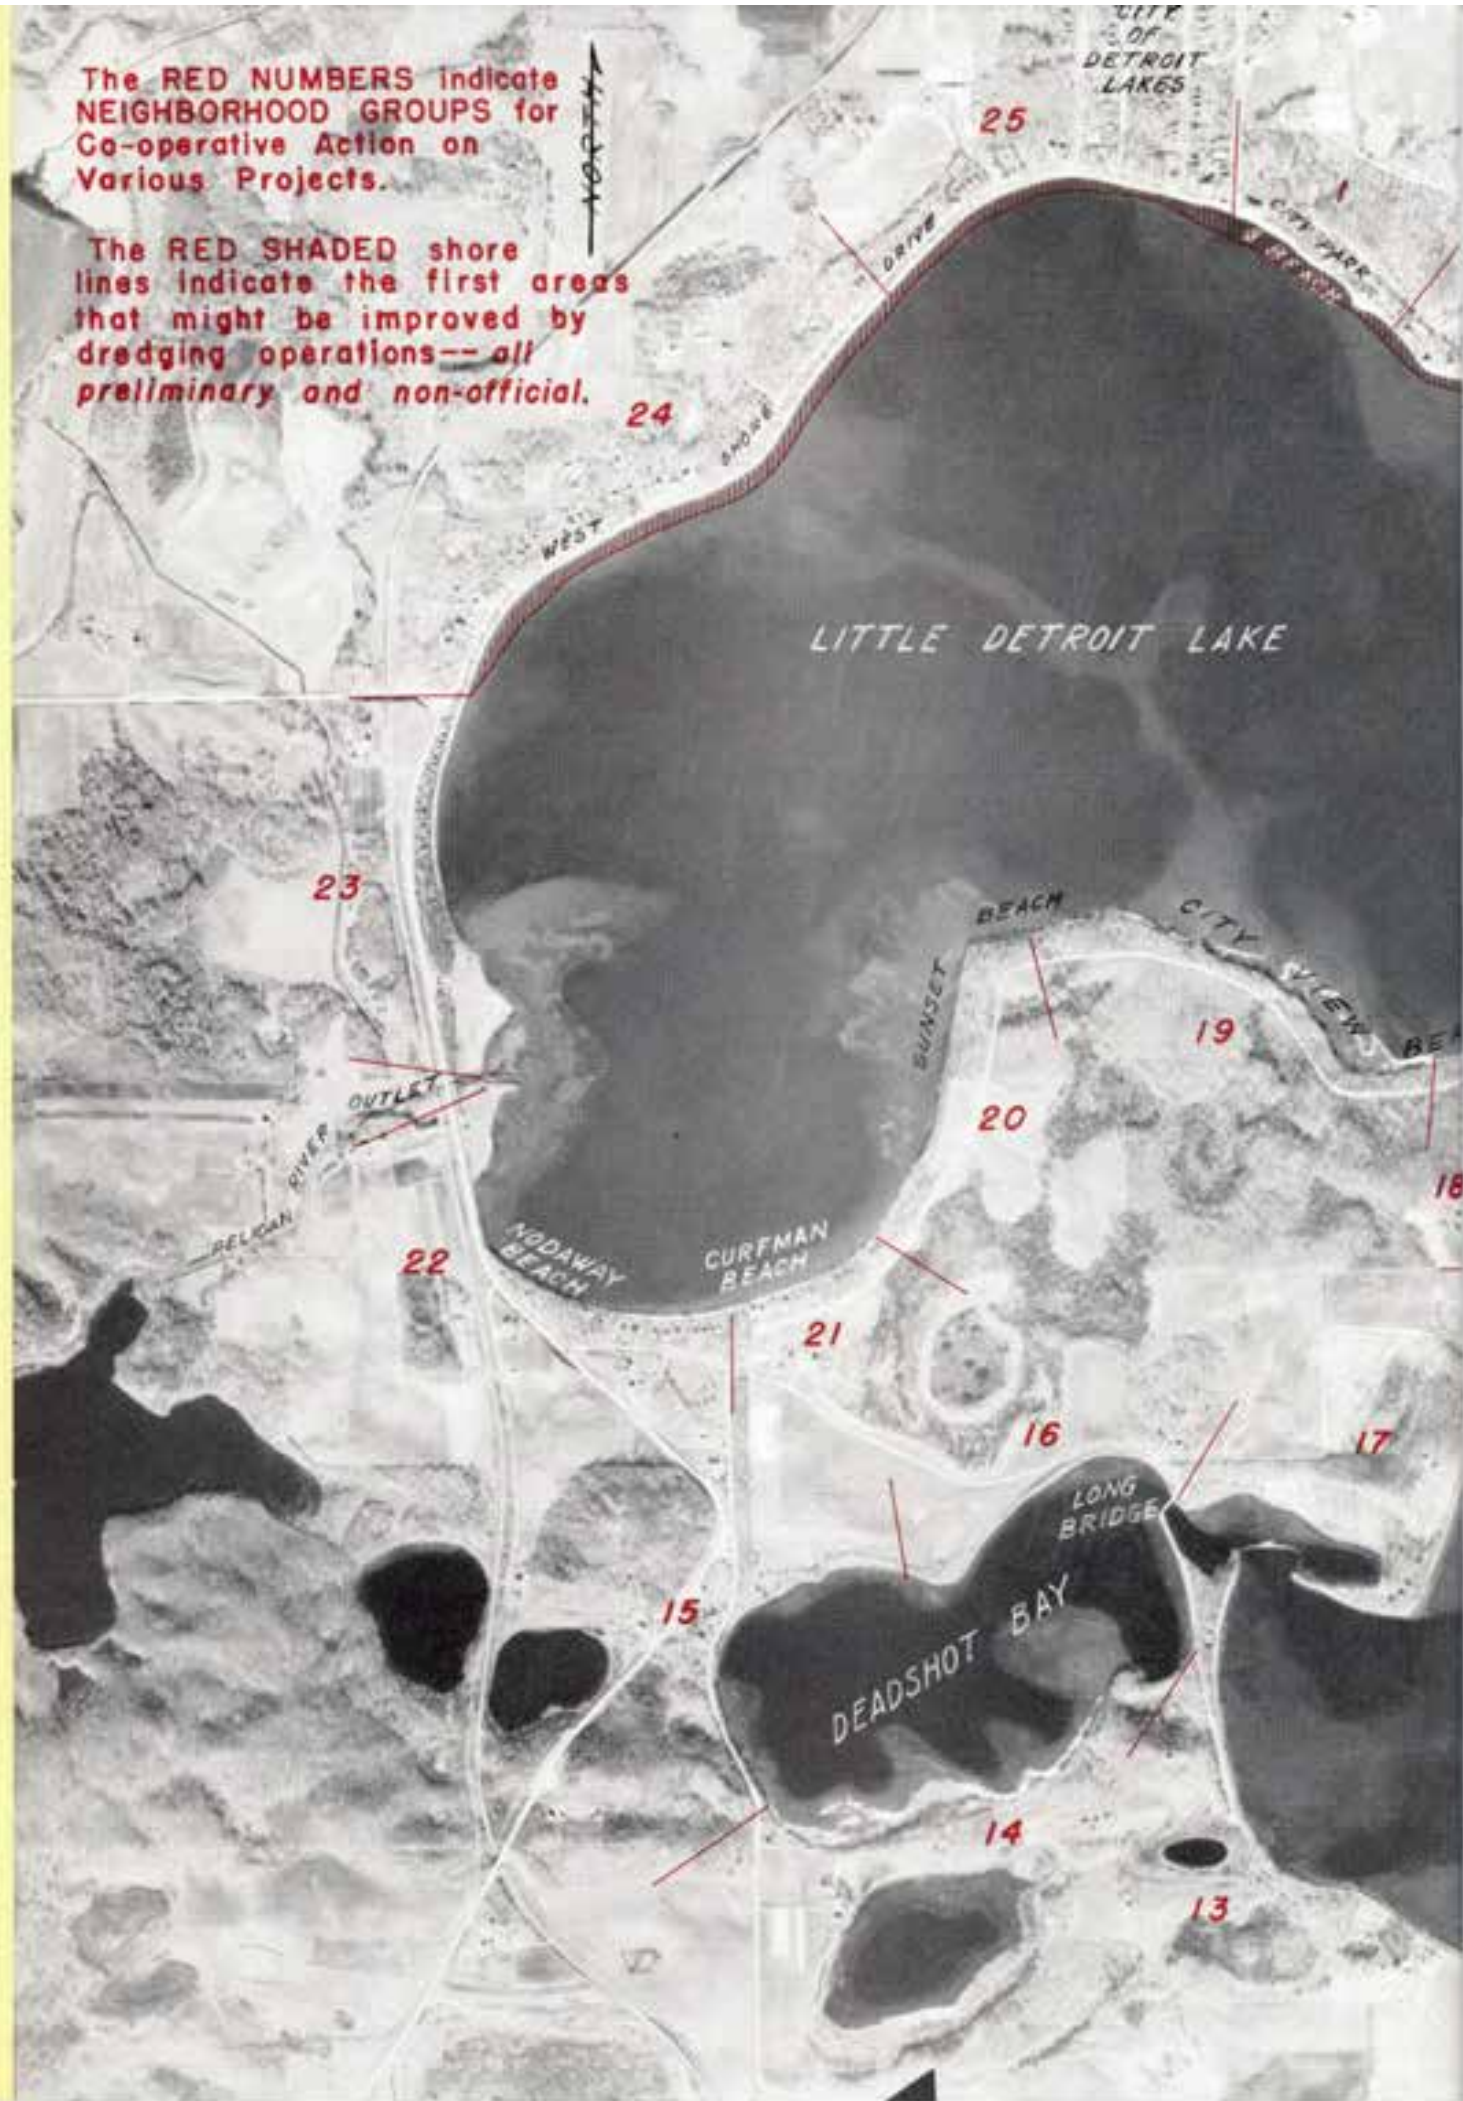 The RED NUMBERS indicate
NEIGHBORHOOD GROUPS for
Co-operative Action on
Various Projects.
The RED SHADED shore
lines indicate the first areas
that might be improved by
dredging operations-- all
preliminary and non-official.
NORTH
CITY
OF
DETROIT
LAKES
25
1
CITY PARK
DRIVE
24
SHORE
WEST
LITTLE DETROIT LAKE
23
BEACH
CITY VIEW
BEA
SUNSET
19
20
OUTLET
PELICAN RIVER
18
22
NODAWAY
BEACH
CURFMAN
BEACH
21
16
17
LONG
BRIDGE
15
DEADSHOT BAY
14
13